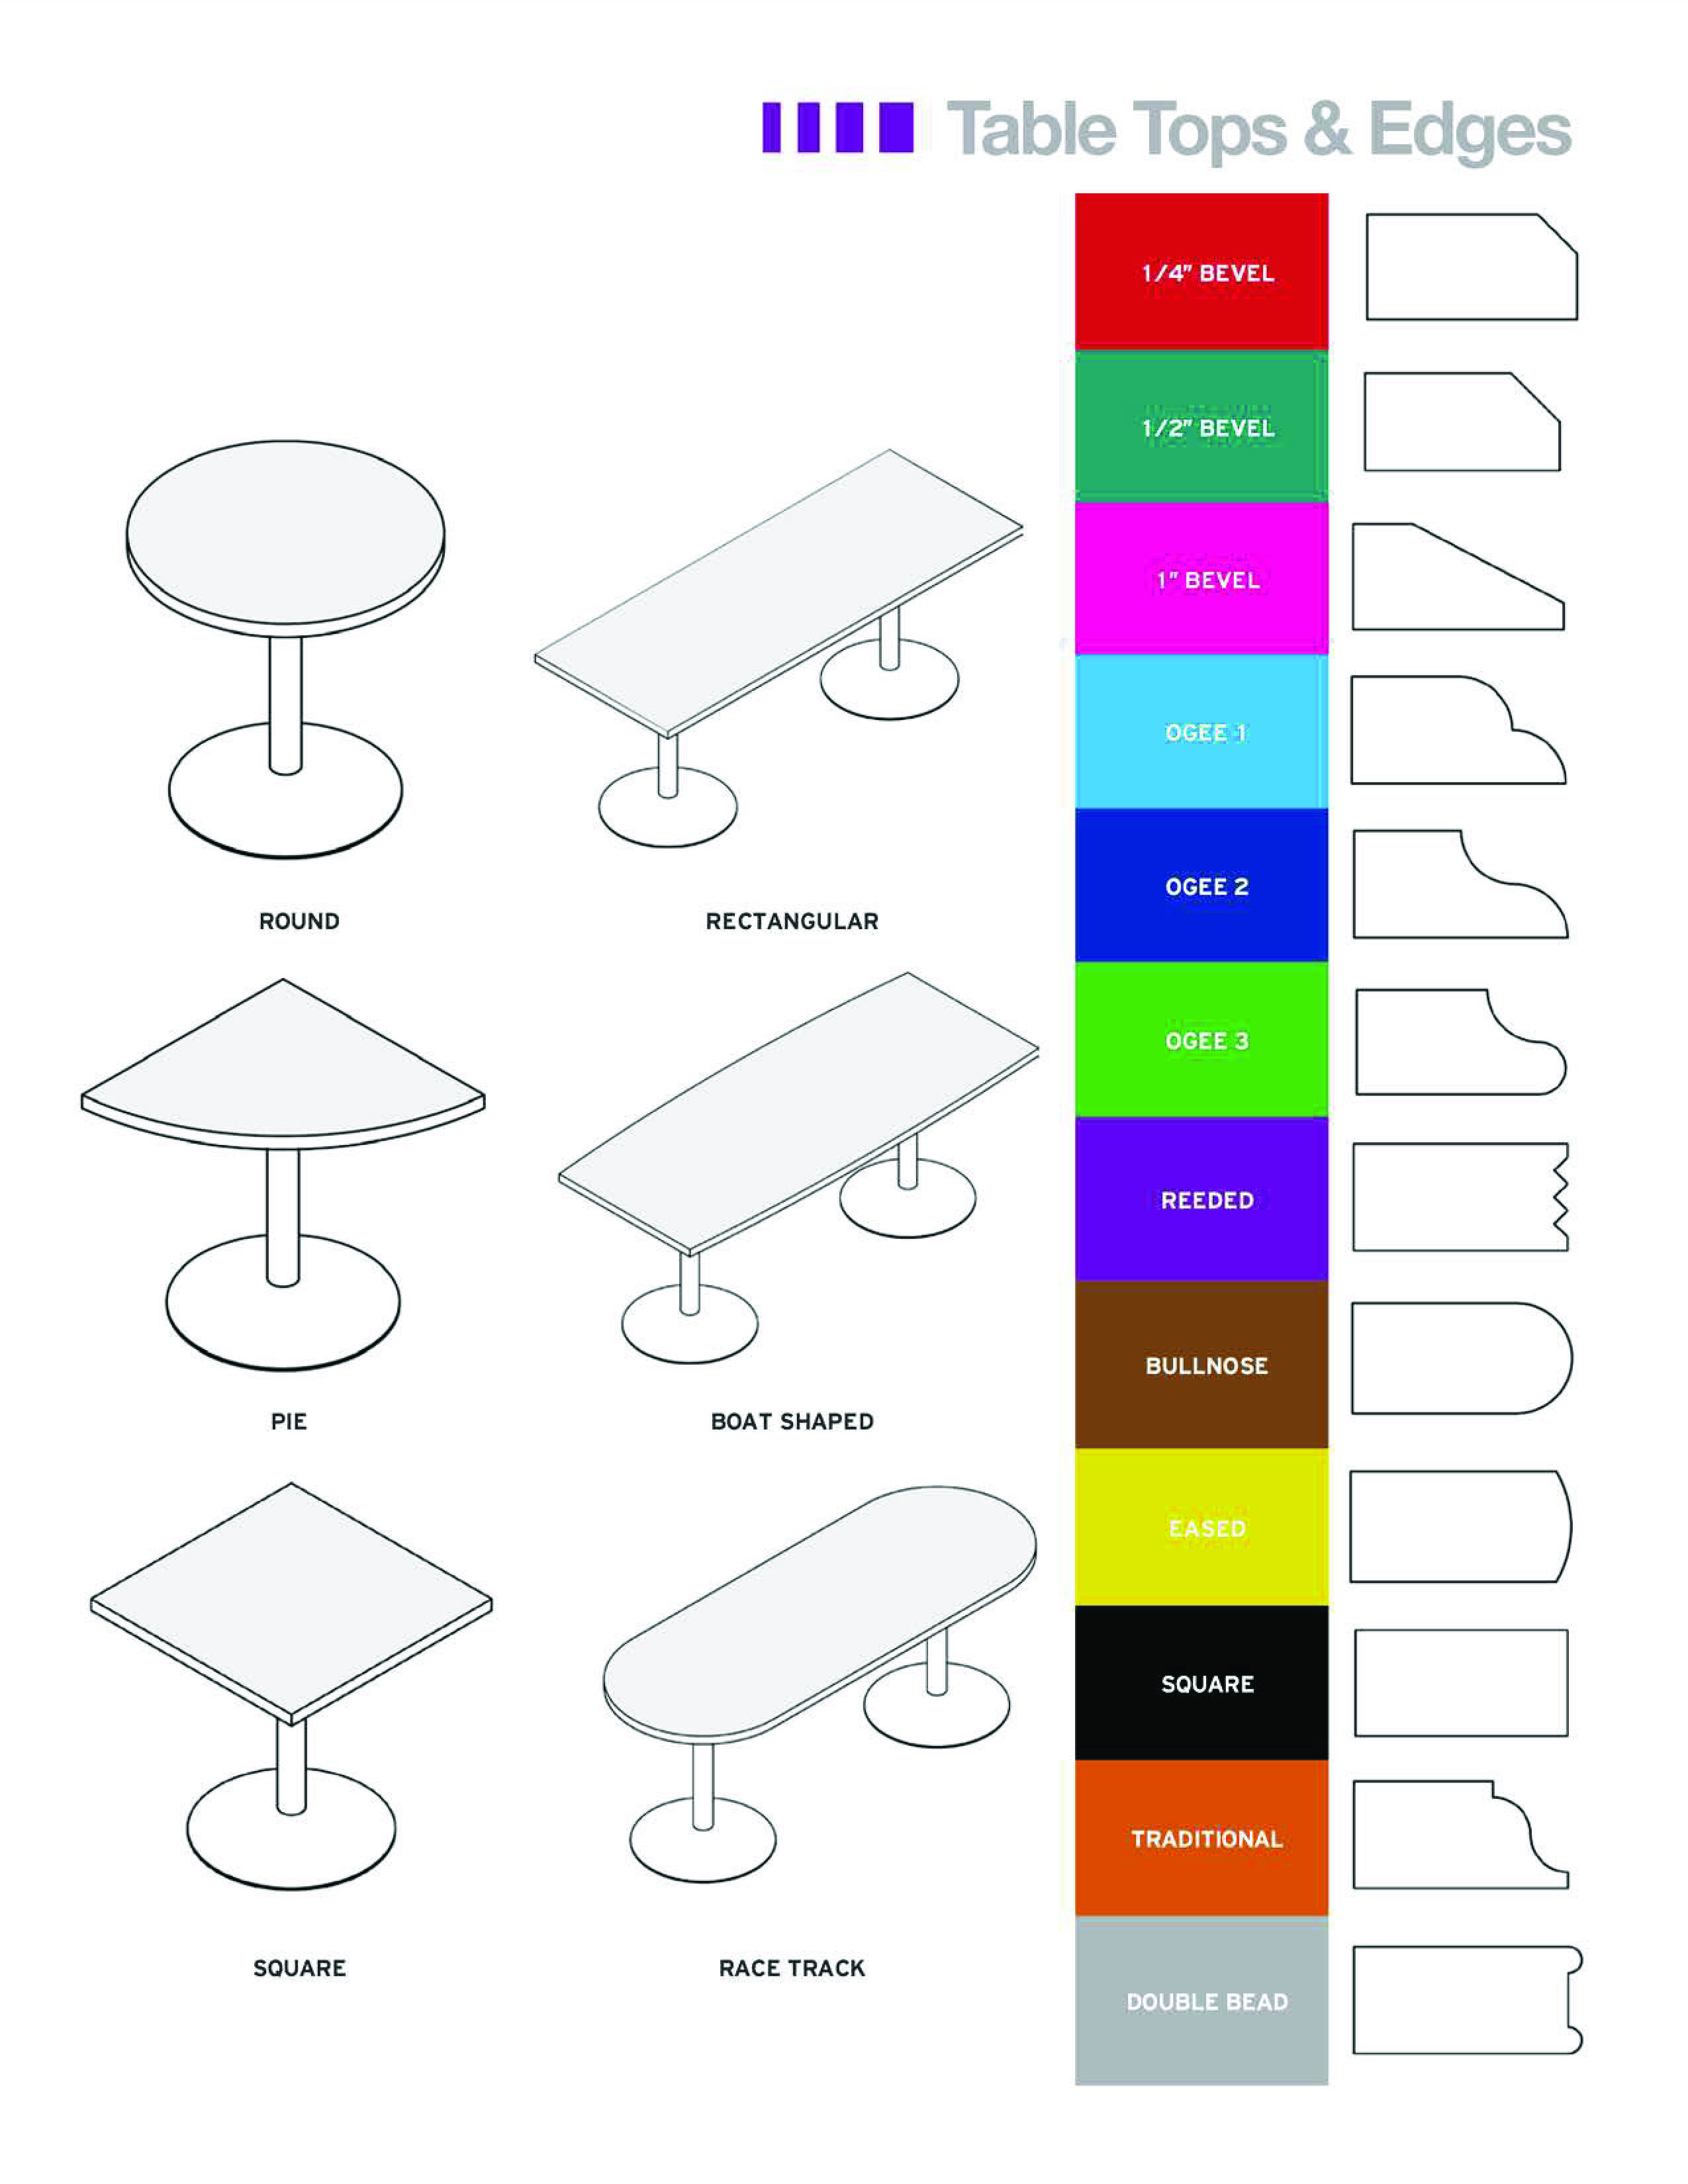 Table Tops & Edges
1/4" BEVEL
1/2" BEVEL
1" BEVEL
OGEE 1
OGEE 2
OGEE 3
REEDED
BULLNOSE
EASED
SQUARE
TRADITIONAL
DOUBLE BEAD
ROUND
RECTANGULAR
PIE
BOAT SHAPED
SQUARE
RACE TRACK